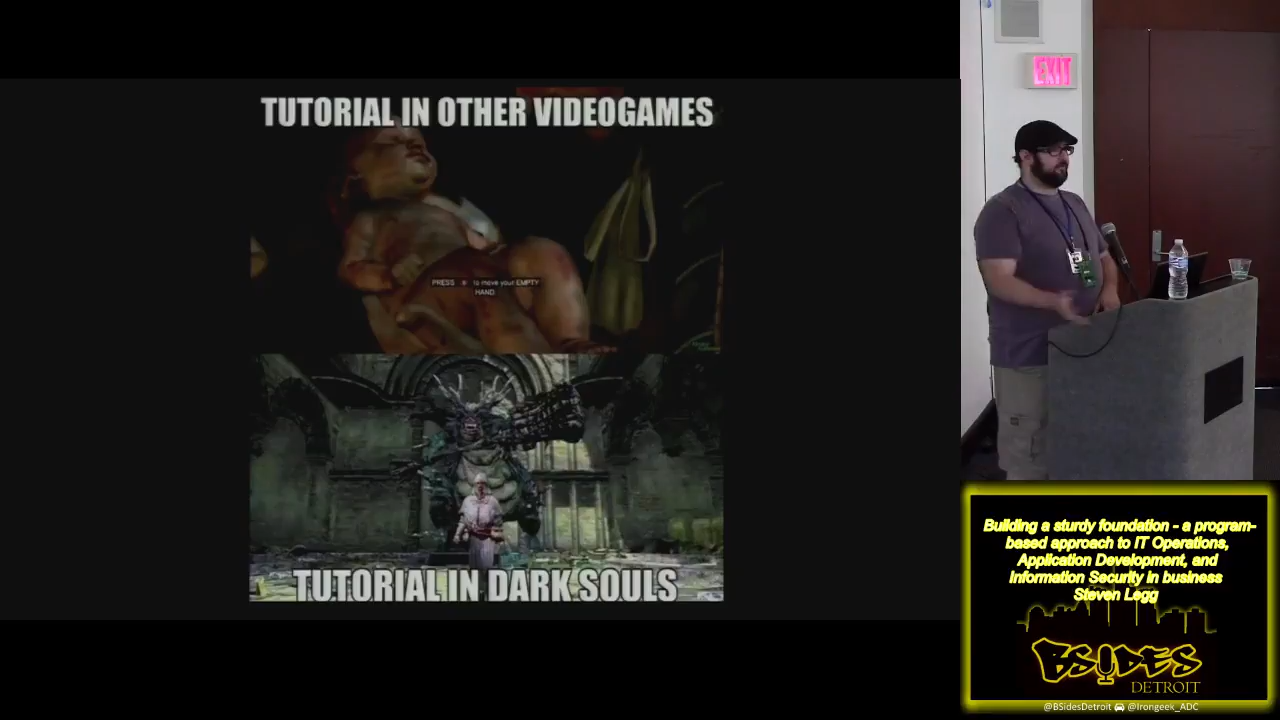 TUTORIAL IN OTHER VIDEOGAMES
PRESS
to move your EMPTY
HAND
TUTORIAL IN DARK SOULS
EXIT
Building a sturdy foundation - a program-
based approach to IT Operations,
Application Development, and
Information Security in business
Steven Legg
BSIDES
DETROIT
@BSidesDetroit @Irongeek_ADC